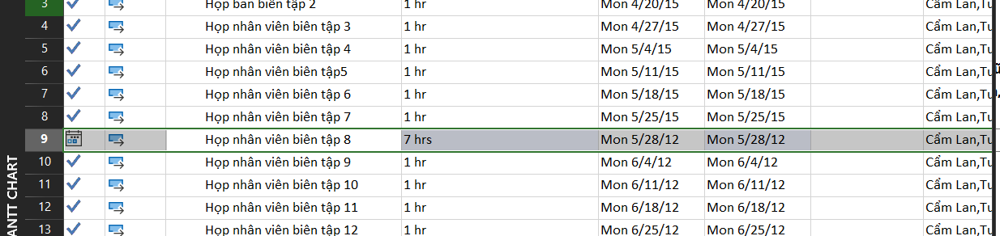 3 Họp ban biên tập 2 1 hr Mon 4/20/15 Mon 4/20/15 Cẩm Lan,Tu
4 Họp nhân viên biên tập 3 1 hr Mon 4/27/15 Mon 4/27/15 Cẩm Lan,Tu
5 Họp nhân viên biên tập 4 1 hr Mon 5/4/15 Mon 5/4/15 Cẩm Lan,Tu
6 Họp nhân viên biên tập5 1 hr Mon 5/11/15 Mon 5/11/15 Cẩm Lan,Tu
7 Họp nhân viên biên tập 6 1 hr Mon 5/18/15 Mon 5/18/15 Cẩm Lan,Tu
8 Họp nhân viên biên tập 7 1 hr Mon 5/25/15 Mon 5/25/15 Cẩm Lan,Tu
9 Họp nhân viên biên tập 8 7 hrs Mon 5/28/12 Mon 5/28/12 Cẩm Lan,Tu
10 Họp nhân viên biên tập 9 1 hr Mon 6/4/12 Mon 6/4/12 Cẩm Lan,Tu
11 Họp nhân viên biên tập 10 1 hr Mon 6/11/12 Mon 6/11/12 Cẩm Lan,Tu
12 Họp nhân viên biên tập 11 1 hr Mon 6/18/12 Mon 6/18/12 Cẩm Lan,Tu
13 Họp nhân viên biên tập 12 1 hr Mon 6/25/12 Mon 6/25/12 Cẩm Lan,Tu
ANTT CHART